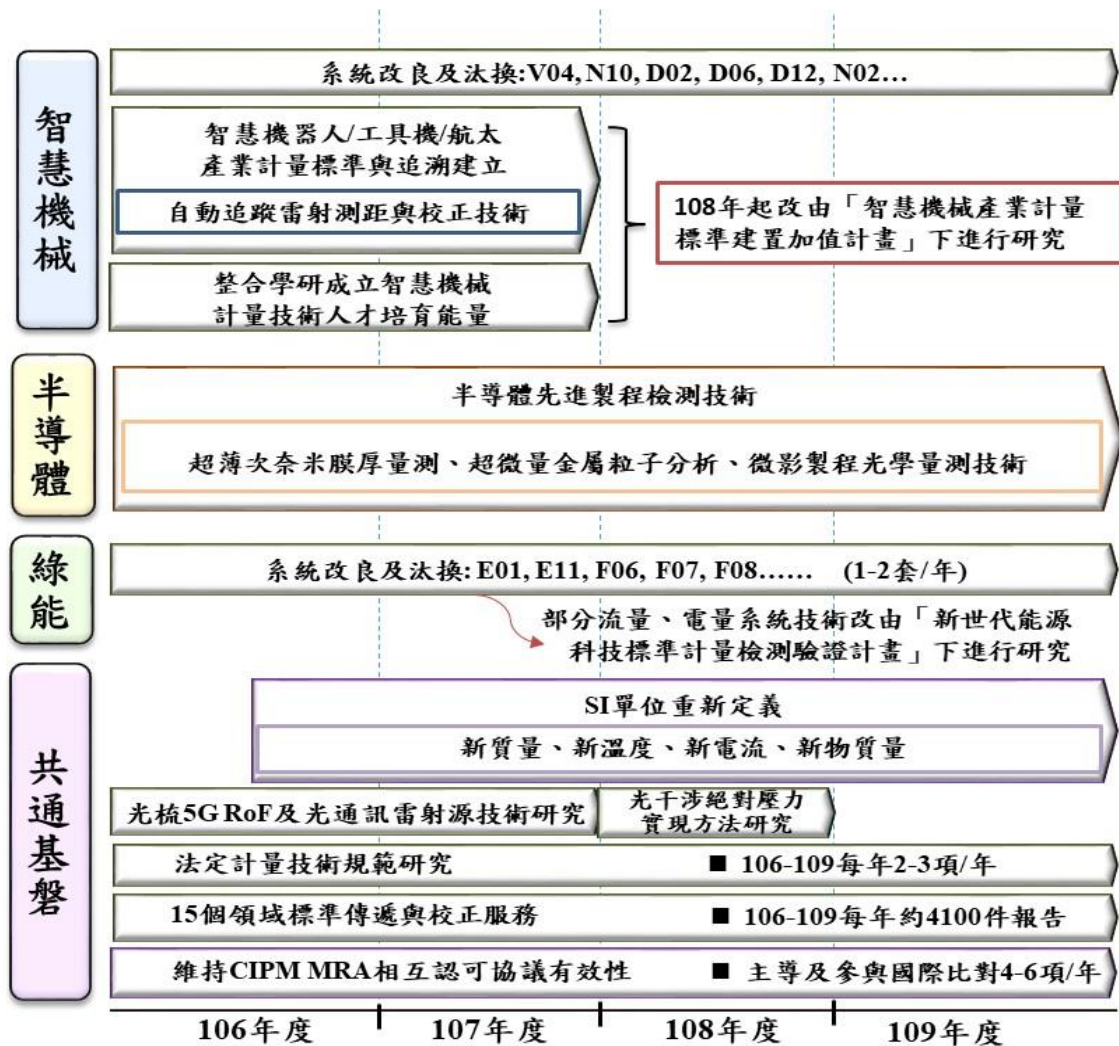 智慧機械
系統改良及汰換:V04, N10, D02, D06, D12, N02…
智慧機器人/工具機/航太
產業計量標準與追溯建立
自動追蹤雷射測距與校正技術
整合學研成立智慧機械
計量技術人才培育能量
108年起改由「智慧機械產業計量
標準建置加值計畫」下進行研究
半導體
半導體先進製程檢測技術
超薄次奈米膜厚量測、超微量金屬粒子分析、微影製程光學量測技術
綠能
系統改良及汰換: E01, E11, F06, F07, F08…… (1-2套/年)
部分流量、電量系統技術改由「新世代能源
科技標準計量檢測驗證計畫」下進行研究
共通基磐
SI單位重新定義
新質量、新溫度、新電流、新物質量
光梳5G RoF及光通訊雷射源技術研究
光干涉絕對壓力
實現方法研究
法定計量技術規範研究 ■ 106-109每年2-3項/年
15個領域標準傳遞與校正服務 ■ 106-109每年約4100件報告
維持CIPM MRA相互認可協議有效性 ■ 主導及參與國際比對4-6項/年
106年度 107年度 108年度 109年度